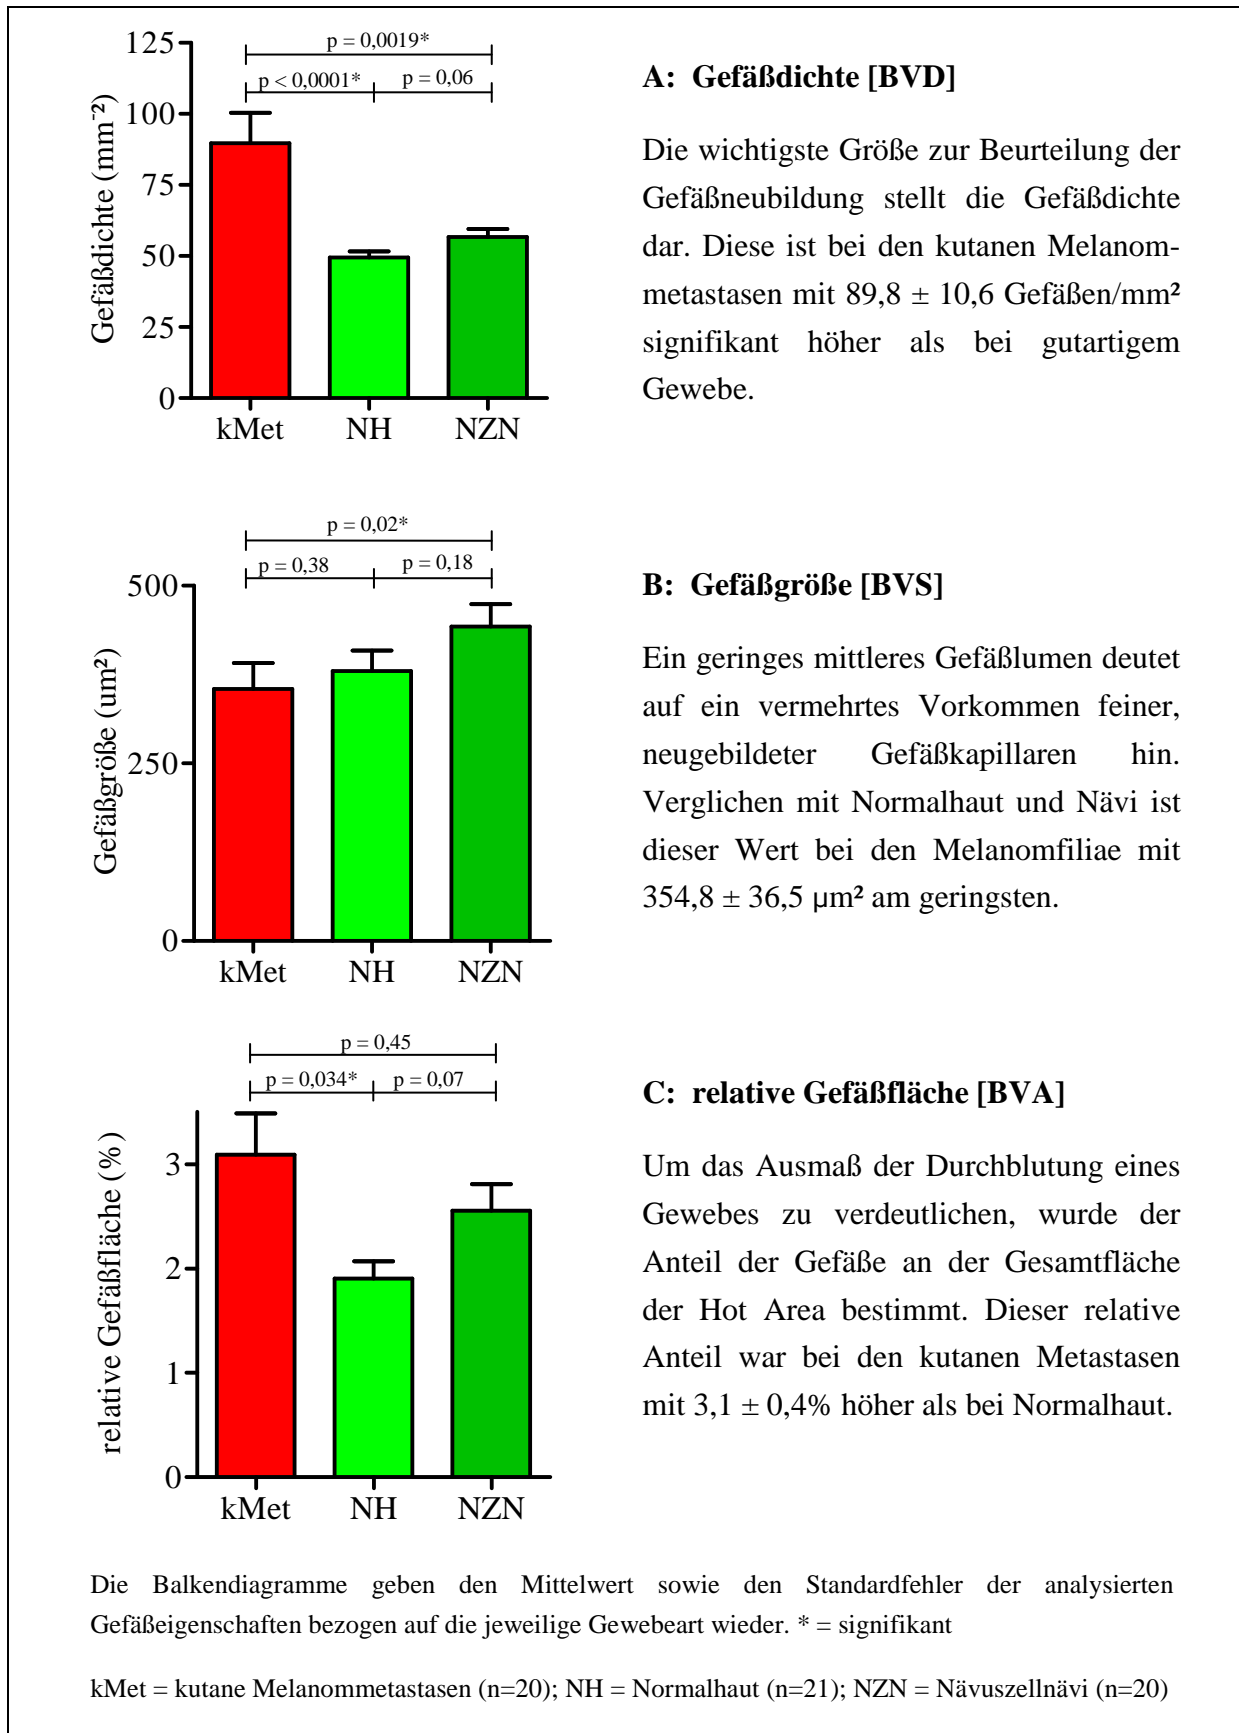 125
100
75
50
25
0
Gefäßdichte (mm⁻²)
p = 0,0019*
p < 0,0001*
p = 0,06
kMet
NH
NZN
A: Gefäßdichte [BVD]
Die wichtigste Größe zur Beurteilung der
Gefäßneubildung stellt die Gefäßdichte
dar. Diese ist bei den kutanen Melanom-
metastasen mit 89,8 ± 10,6 Gefäßen/mm²
signifikant höher als bei gutartigem
Gewebe.
500
250
0
Gefäßgröße (um²)
p = 0,02*
p = 0,38
p = 0,18
kMet
NH
NZN
B: Gefäßgröße [BVS]
Ein geringes mittleres Gefäßlumen deutet
auf ein vermehrtes Vorkommen feiner,
neugebildeter Gefäßkapillaren hin.
Verglichen mit Normalhaut und Nävi ist
dieser Wert bei den Melanomfiliae mit
354,8 ± 36,5 µm² am geringsten.
3
2
1
0
relative Gefäßfläche (%)
p = 0,45
p = 0,034*
p = 0,07
kMet
NH
NZN
C: relative Gefäßfläche [BVA]
Um das Ausmaß der Durchblutung eines
Gewebes zu verdeutlichen, wurde der
Anteil der Gefäße an der Gesamtfläche
der Hot Area bestimmt. Dieser relative
Anteil war bei den kutanen Metastasen
mit 3,1 ± 0,4% höher als bei Normalhaut.
Die Balkendiagramme geben den Mittelwert sowie den Standardfehler der analysierten
Gefäßeigenschaften bezogen auf die jeweilige Gewebeart wieder. * = signifikant
kMet = kutane Melanommetastasen (n=20); NH = Normalhaut (n=21); NZN = Nävuszellnävi (n=20)